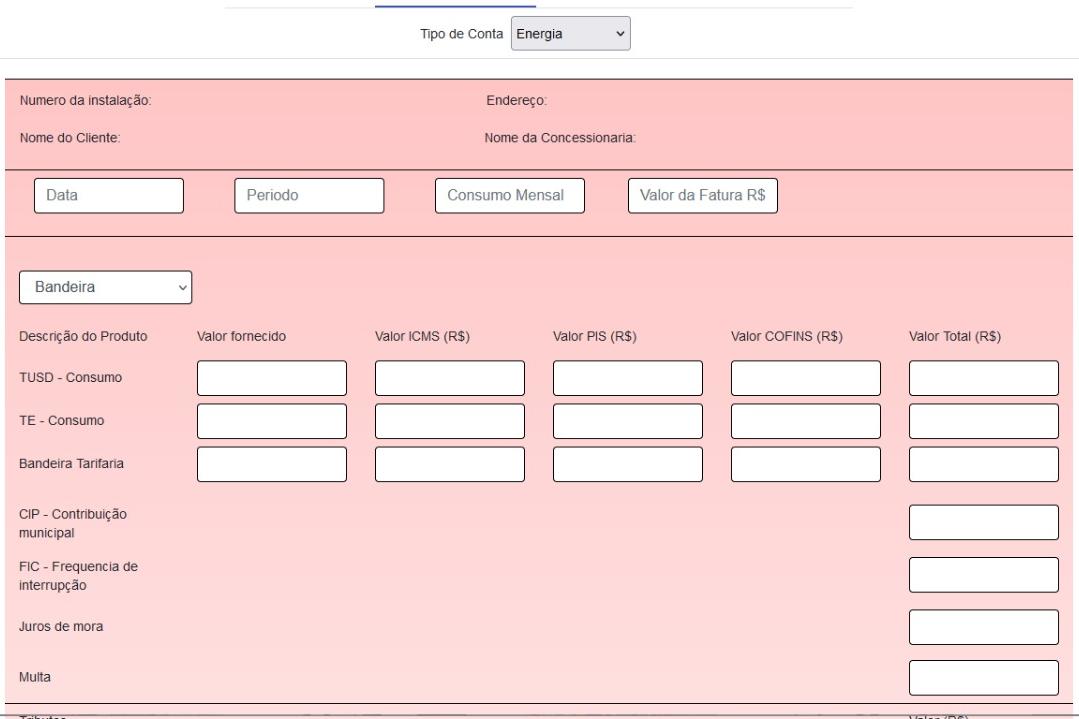 Tipo de Conta Energia
Numero da instalação: Endereço:
Nome do Cliente: Nome da Concessionaria:
Data Periodo Consumo Mensal Valor da Fatura R$
Bandeira
Descrição do Produto Valor fornecido Valor ICMS (R$) Valor PIS (R$) Valor COFINS (R$) Valor Total (R$)
TUSD - Consumo
TE - Consumo
Bandeira Tarifaria
CIP - Contribuição
municipal
FIC - Frequencia de
interrupção
Juros de mora
Multa
Tributos Valor (R$)